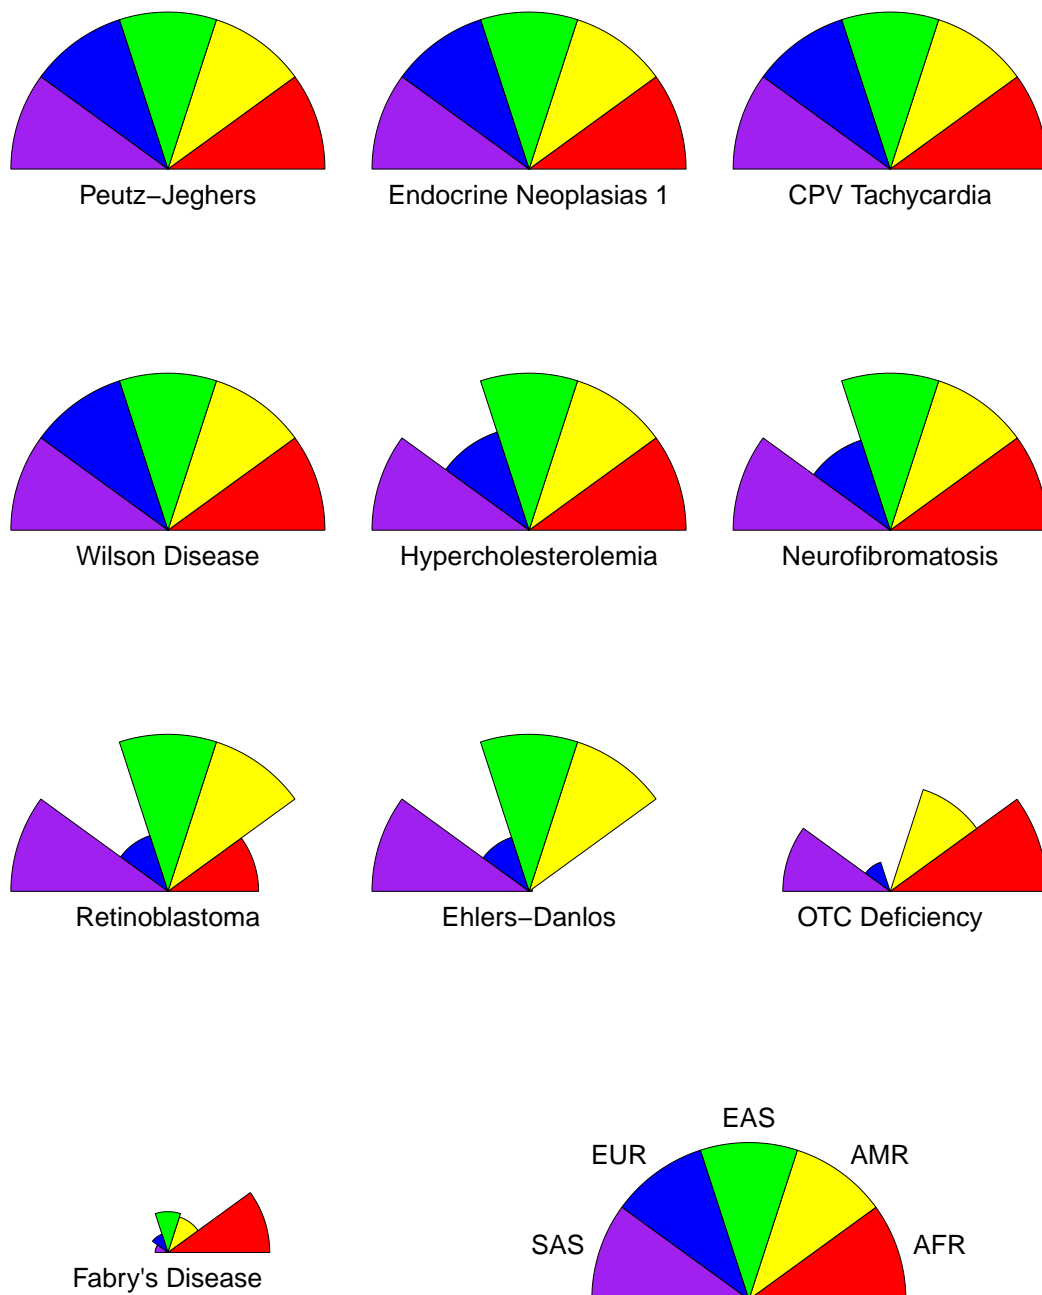 Peutz−Jeghers
Endocrine Neoplasias 1
CPV Tachycardia
Wilson Disease
Hypercholesterolemia
Neurofibromatosis
Retinoblastoma
Ehlers−Danlos
OTC Deficiency
EAS
EUR
AMR
SAS
AFR
Fabry's Disease